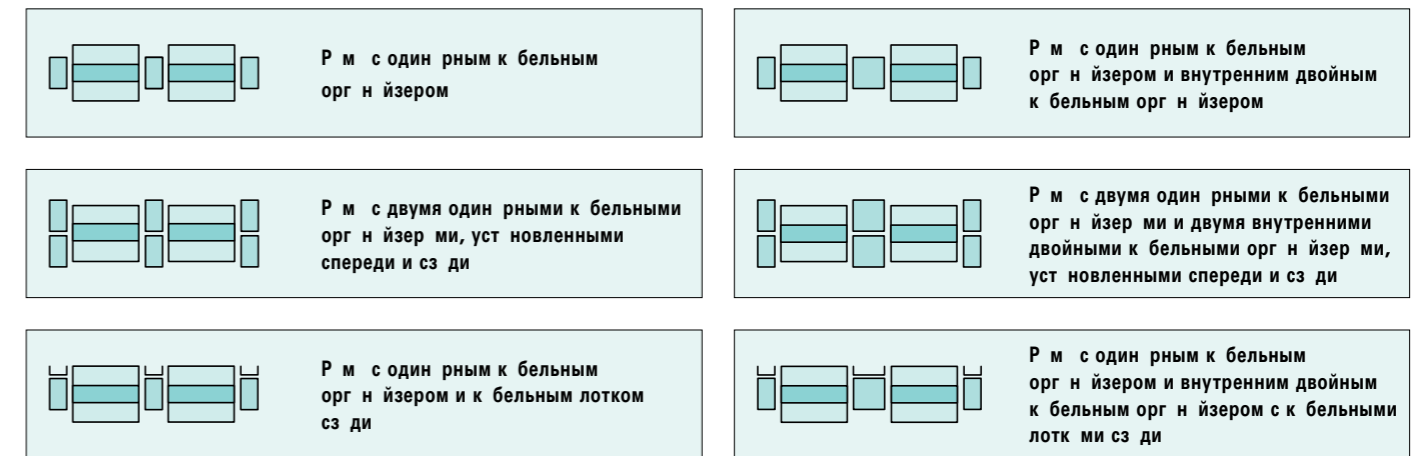 Р м с один рным к бельным
орг н йзером
Р м с один рным к бельным
орг н йзером и внутренним двойным
к бельным орг н йзером
Р м с двумя один рными к бельными
орг н йзер ми, уст новленными
спереди и сз ди
Р м с двумя один рными к бельными
орг н йзер ми и двумя внутренними
двойными к бельными орг н йзер ми,
уст новленными спереди и сз ди
Р м с один рным к бельным
орг н йзером и к бельным лотком
сз ди
Р м с один рным к бельным
орг н йзером и внутренним двойным
к бельным орг н йзером с к бельными
лотк ми сз ди